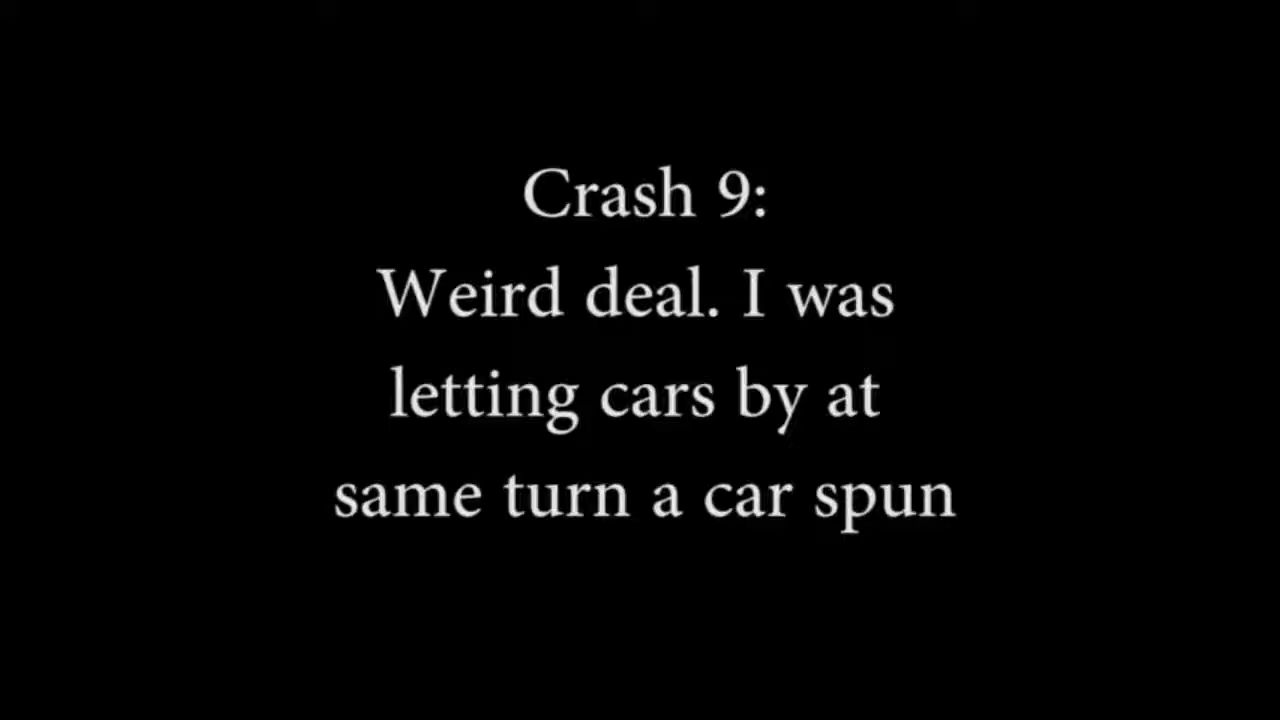 Crash 9:
Weird deal. I was
letting cars by at
same turn a car spun